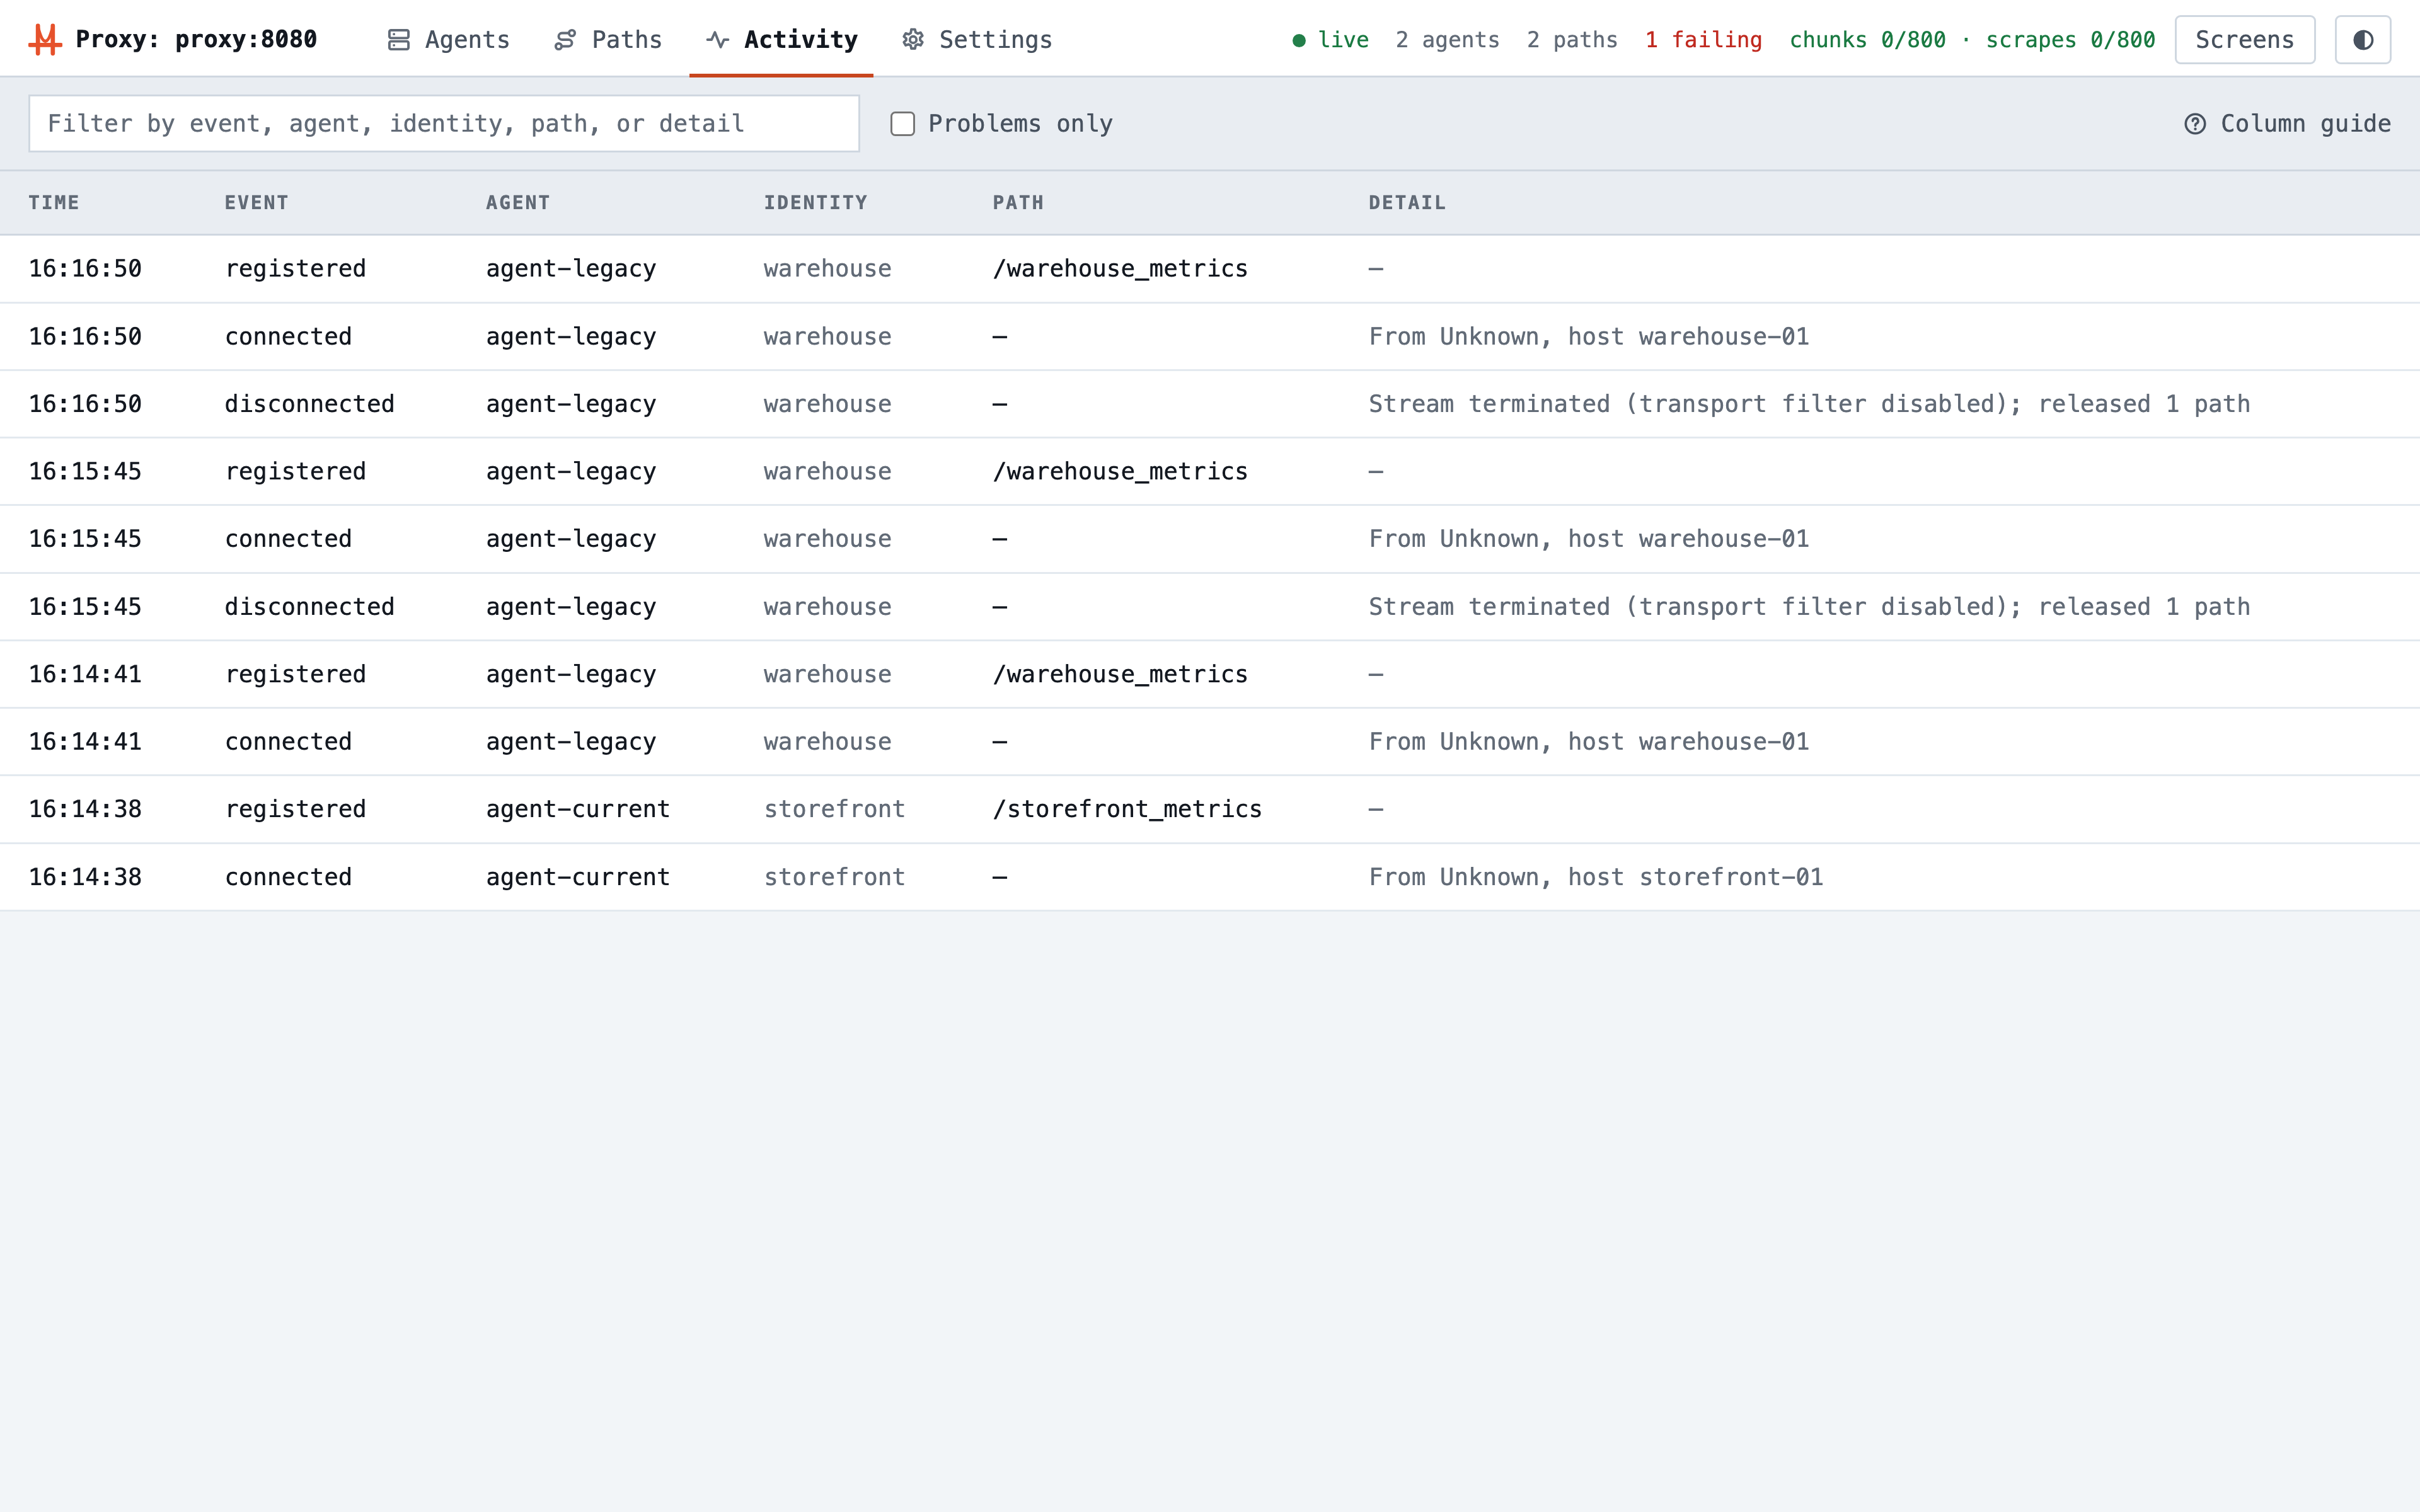 Proxy: proxy:8080 Agents Paths Activity Settings live 2 agents 2 paths 1 failing chunks 0/800 · scrapes 0/800 Screens
Filter by event, agent, identity, path, or detail Problems only Column guide
TIME EVENT AGENT IDENTITY PATH DETAIL
16:16:50 registered agent-legacy warehouse /warehouse_metrics —
16:16:50 connected agent-legacy warehouse — From Unknown, host warehouse-01
16:16:50 disconnected agent-legacy warehouse — Stream terminated (transport filter disabled); released 1 path
16:15:45 registered agent-legacy warehouse /warehouse_metrics —
16:15:45 connected agent-legacy warehouse — From Unknown, host warehouse-01
16:15:45 disconnected agent-legacy warehouse — Stream terminated (transport filter disabled); released 1 path
16:14:41 registered agent-legacy warehouse /warehouse_metrics —
16:14:41 connected agent-legacy warehouse — From Unknown, host warehouse-01
16:14:38 registered agent-current storefront /storefront_metrics —
16:14:38 connected agent-current storefront — From Unknown, host storefront-01